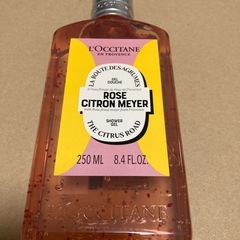 L'OCCITANE
EN PROVENCE
LA ROUTE DES AGRUMES
GEL
DOUCHE
ROSE
CITRON MEYER
SHOWER
GEL
THE CITRUS ROAD
250 ML 8.4 FL.OZ.
L'OCCITANE